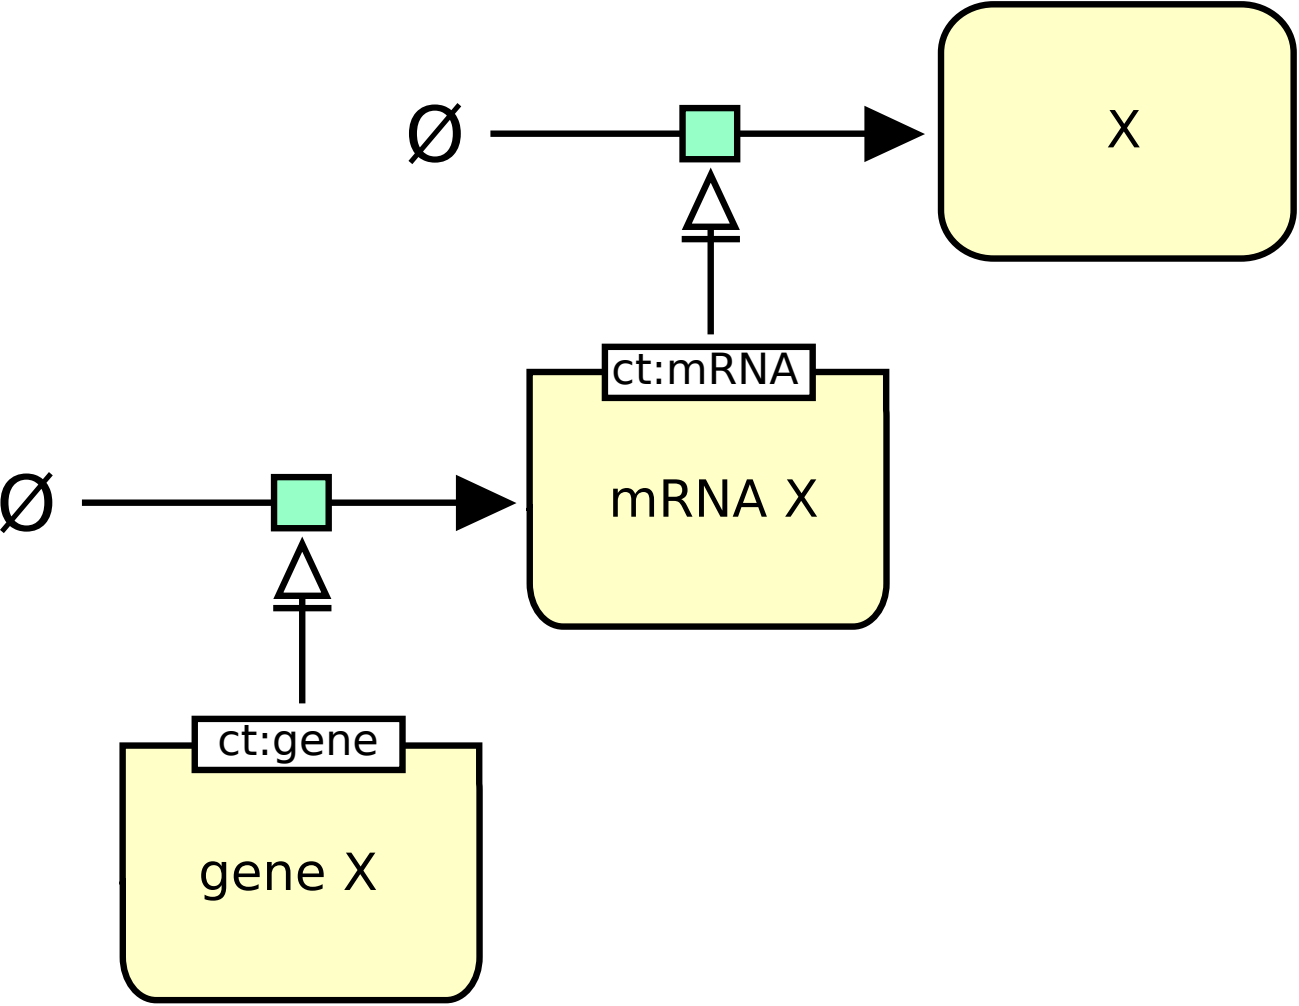 Ø
X
ct:mRNA
mRNA X
Ø
ct:gene
gene X